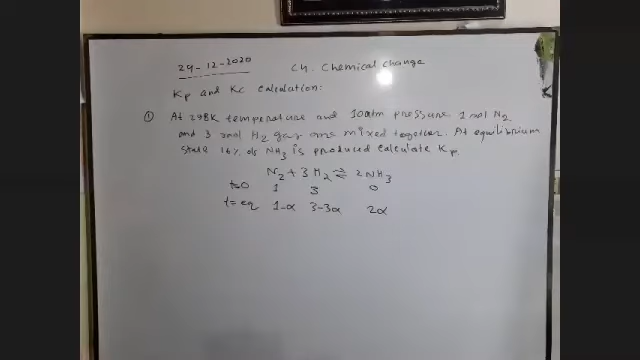 24-12-2020
C4. Chemical change
Kp and Kc calculation:
① At 298K temperature and 10atm pressure 1 mol N2
and 3 mol H2 gas are mixed together. At equilibrium
state 14% of NH3 is produced calculate Kp.
N2 + 3H2 ⇌ 2NH3
t=0 1 3 0
t=eq 1-α 3-3α 2α